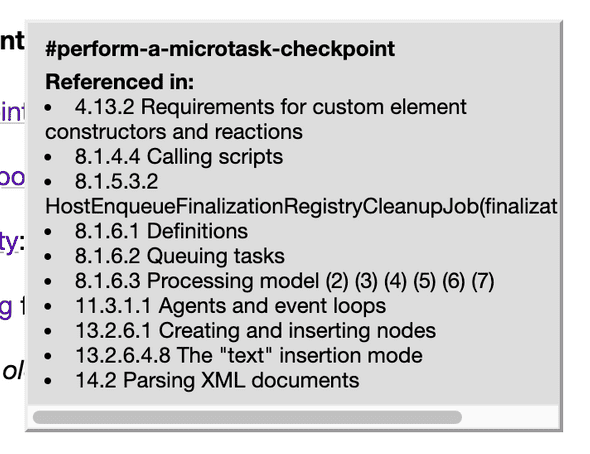 nt
#perform-a-microtask-checkpoint
Referenced in:
int
• 4.13.2 Requirements for custom element
constructors and reactions
• 8.1.4.4 Calling scripts
oo
• 8.1.5.3.2
HostEnqueueFinalizationRegistryCleanupJob(finalizat
ty:
• 8.1.6.1 Definitions
• 8.1.6.2 Queuing tasks
• 8.1.6.3 Processing model (2) (3) (4) (5) (6) (7)
g f
• 11.3.1.1 Agents and event loops
• 13.2.6.1 Creating and inserting nodes
• 13.2.6.4.8 The "text" insertion mode
ol
• 14.2 Parsing XML documents